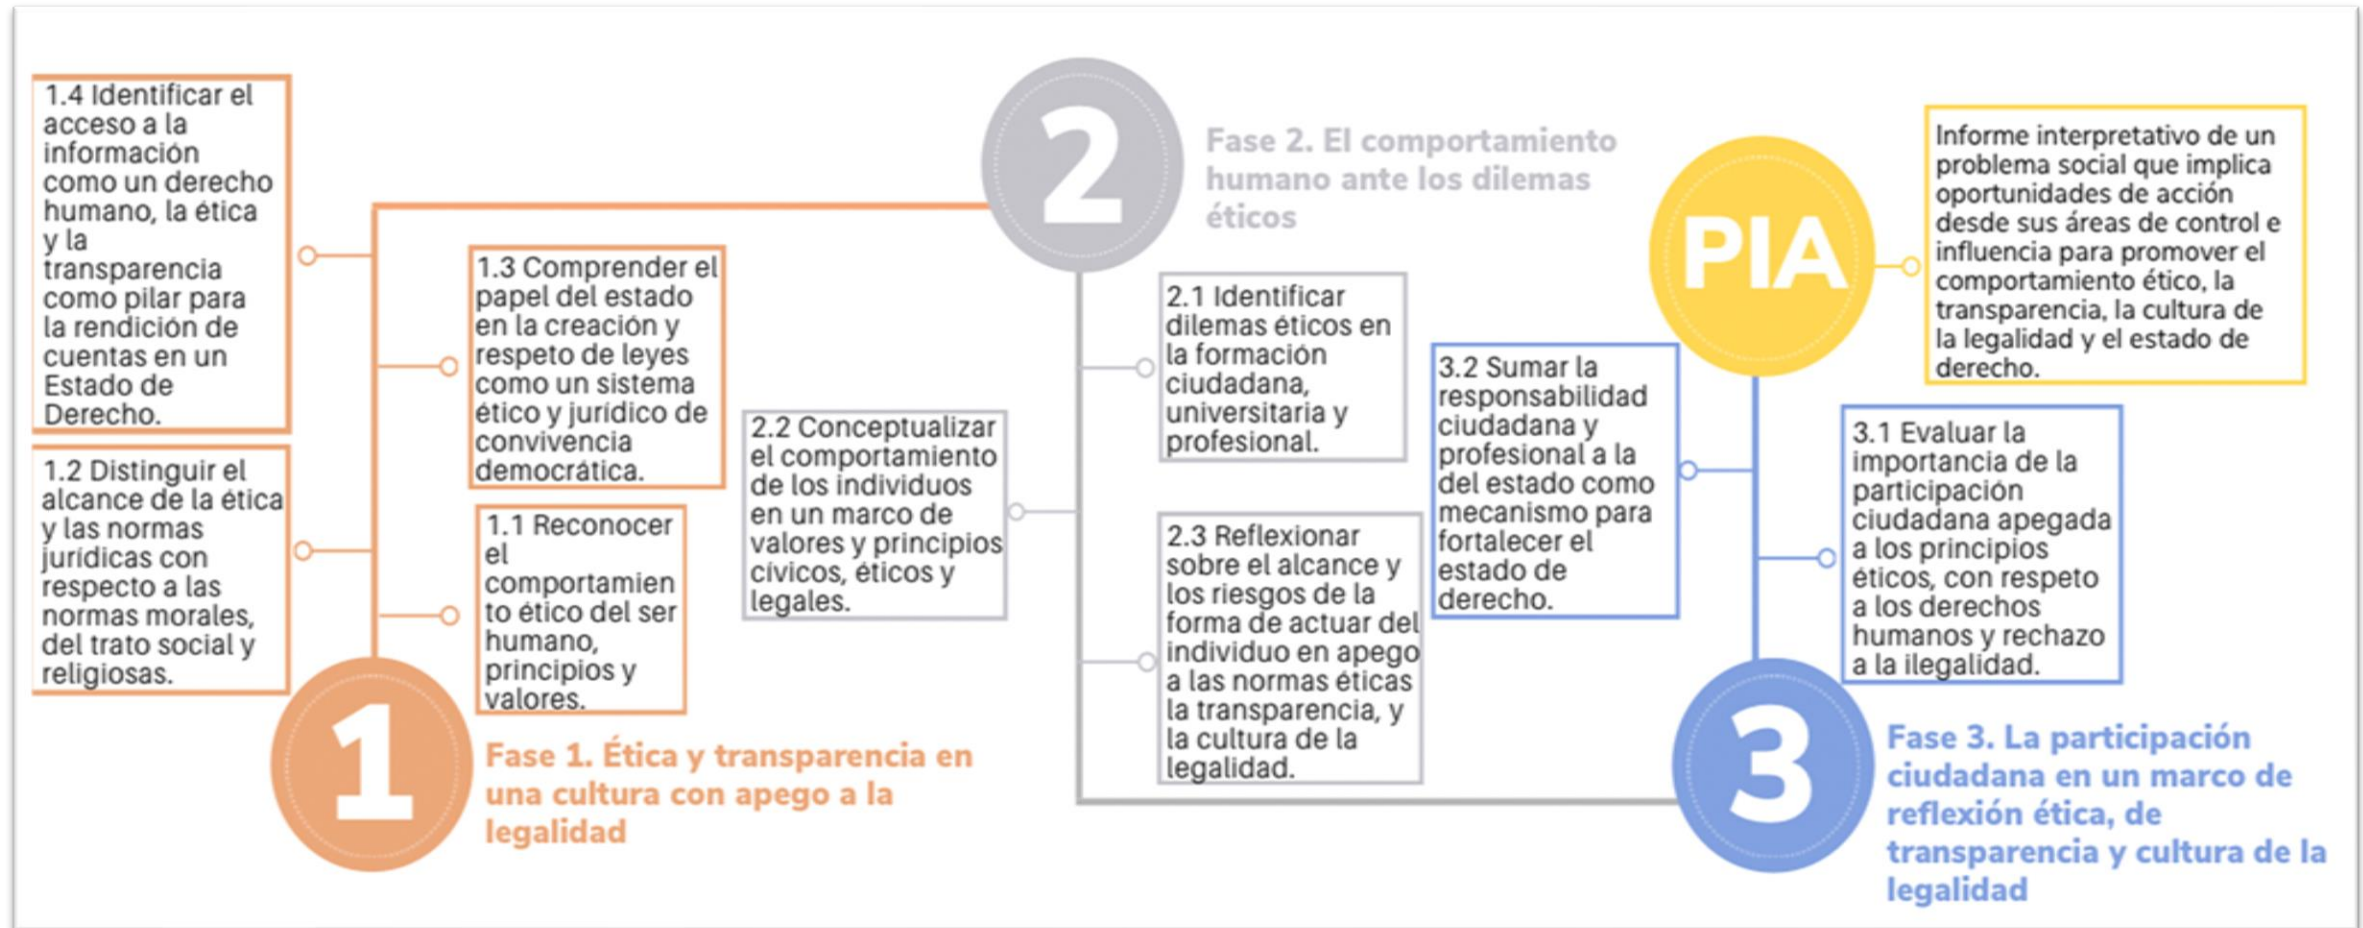 1.4 Identificar el
acceso a la
información
como un derecho
humano, la ética
y la
transparencia
como pilar para
la rendición de
cuentas en un
Estado de
Derecho.
1.2 Distinguir el
alcance de la ética
y las normas
jurídicas con
respecto a las
normas morales,
del trato social y
religiosas.
1.3 Comprender el
papel del estado
en la creación y
respeto de leyes
como un sistema
ético y jurídico de
convivencia
democrática.
1.1 Reconocer
el
comportamien
to ético del ser
humano,
principios y
valores.
1
Fase 1. Ética y transparencia en
una cultura con apego a la
legalidad
2
Fase 2. El comportamiento
humano ante los dilemas
éticos
2.1 Identificar
dilemas éticos en
la formación
ciudadana,
universitaria y
profesional.
2.2 Conceptualizar
el comportamiento
de los individuos
en un marco de
valores y principios
cívicos, éticos y
legales.
2.3 Reflexionar
sobre el alcance y
los riesgos de la
forma de actuar del
individuo en apego
a las normas éticas
la transparencia, y
la cultura de la
legalidad.
PIA
Informe interpretativo de un
problema social que implica
oportunidades de acción
desde sus áreas de control e
influencia para promover el
comportamiento ético, la
transparencia, la cultura de
la legalidad y el estado de
derecho.
3.2 Sumar la
responsabilidad
ciudadana y
profesional a la
del estado como
mecanismo para
fortalecer el
estado de
derecho.
3.1 Evaluar la
importancia de la
participación
ciudadana apegada
a los principios
éticos, con respeto
a los derechos
humanos y rechazo
a la ilegalidad.
3
Fase 3. La participación
ciudadana en un marco de
reflexión ética, de
transparencia y cultura de la
legalidad